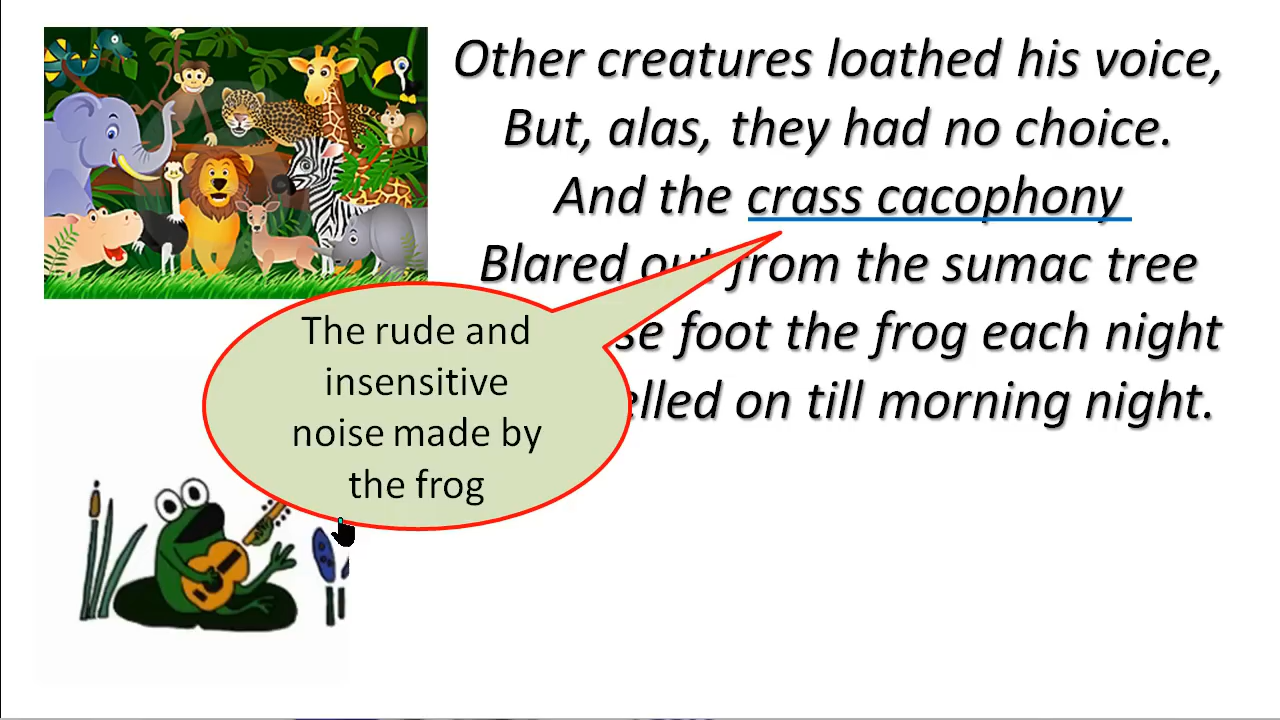 Other creatures loathed his voice,
But, alas, they had no choice.
And the crass cacophony
Blared out from the sumac tree
foot the frog each night
on till morning night.
The rude and
insensitive
noise made by
the frog